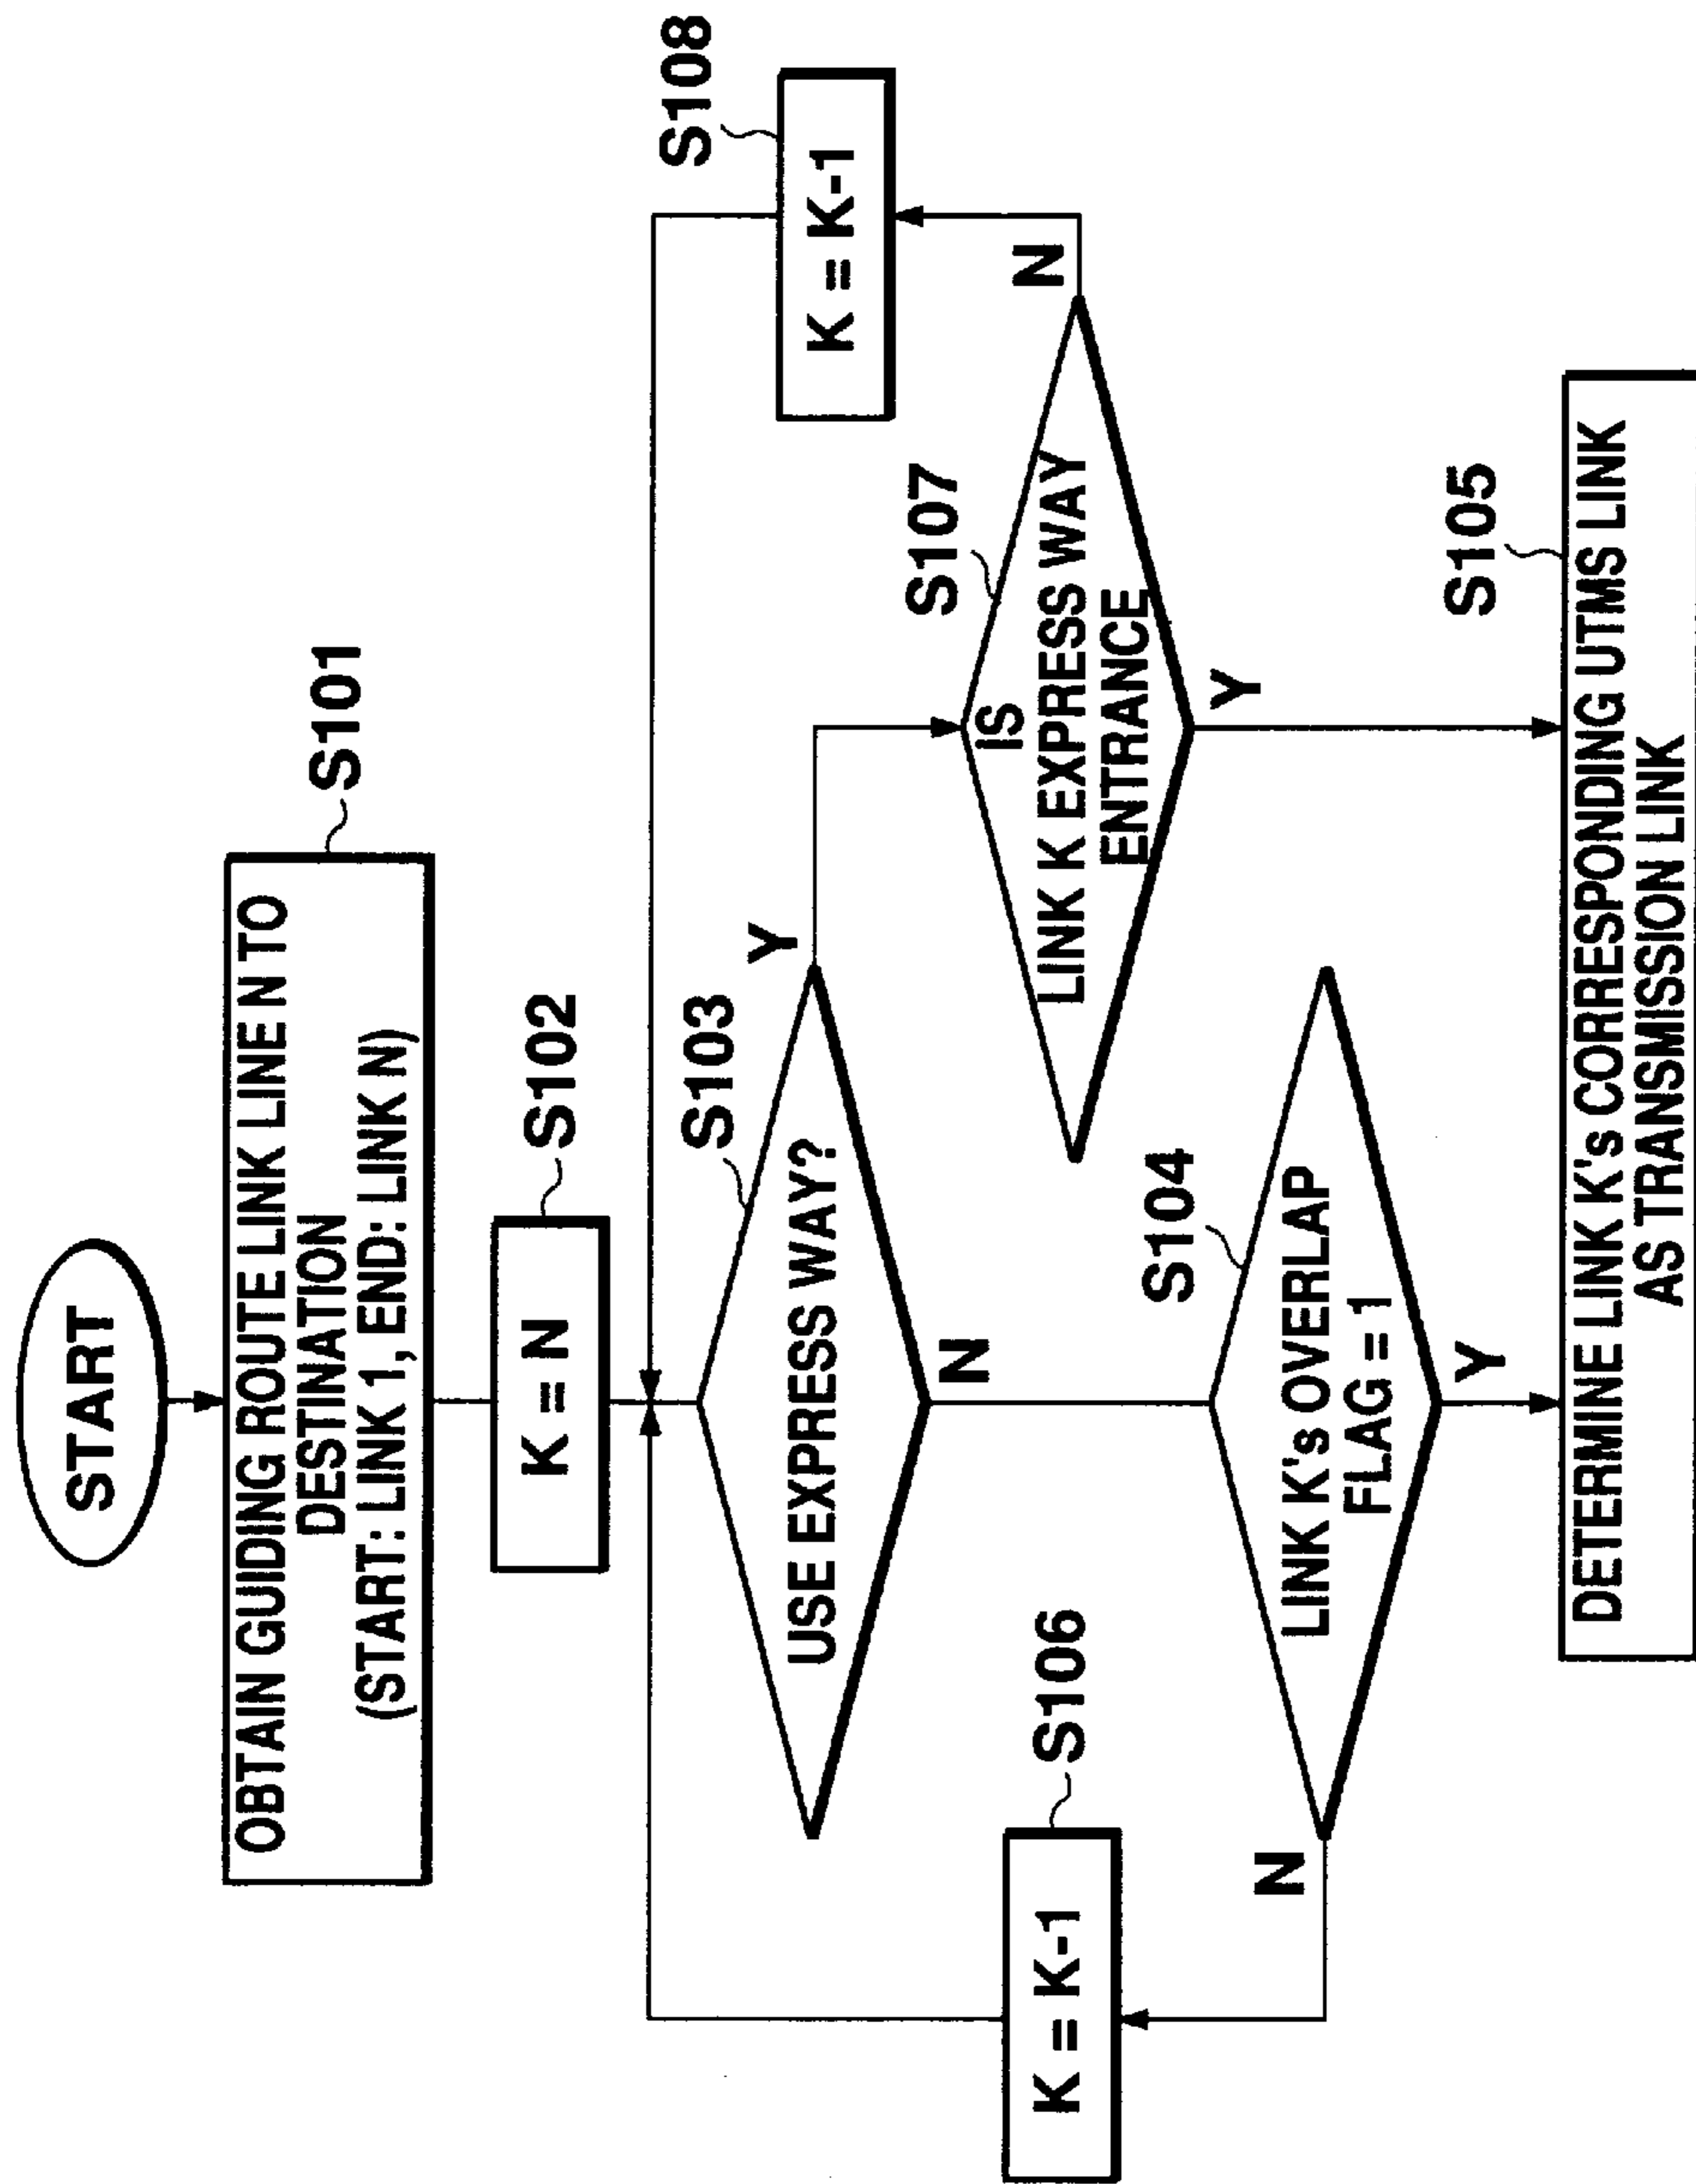 START
OBTAIN GUIDING ROUTE LINK LINE TO
DESTINATION
(START: LINK 1, END: LINK N)
S101
K = N
S102
USE EXPRESS WAY?
S103
Y
N
LINK K's OVERLAP
FLAG = 1
S104
N
Y
K = K-1
S106
IS
LINK K EXPRESS WAY
ENTRANCE
S107
N
Y
K = K-1
S108
DETERMINE LINK K's CORRESPONDING UTMS LINK
AS TRANSMISSION LINK
S105